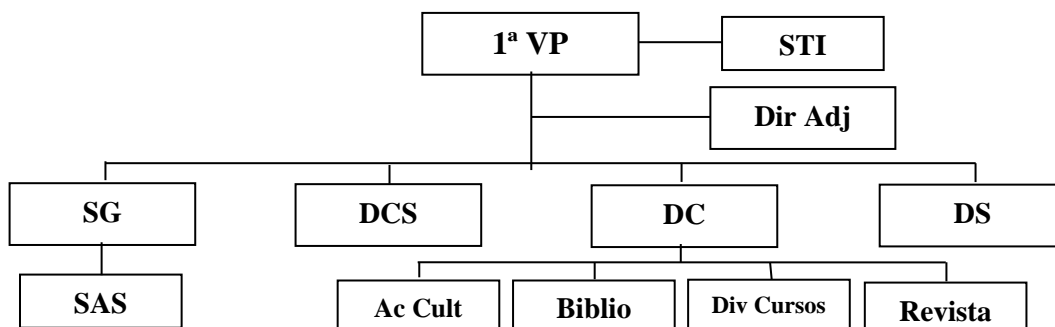 1ª VP
STI
Dir Adj
SG
DCS
DC
DS
SAS
Ac Cult
Biblio
Div Cursos
Revista